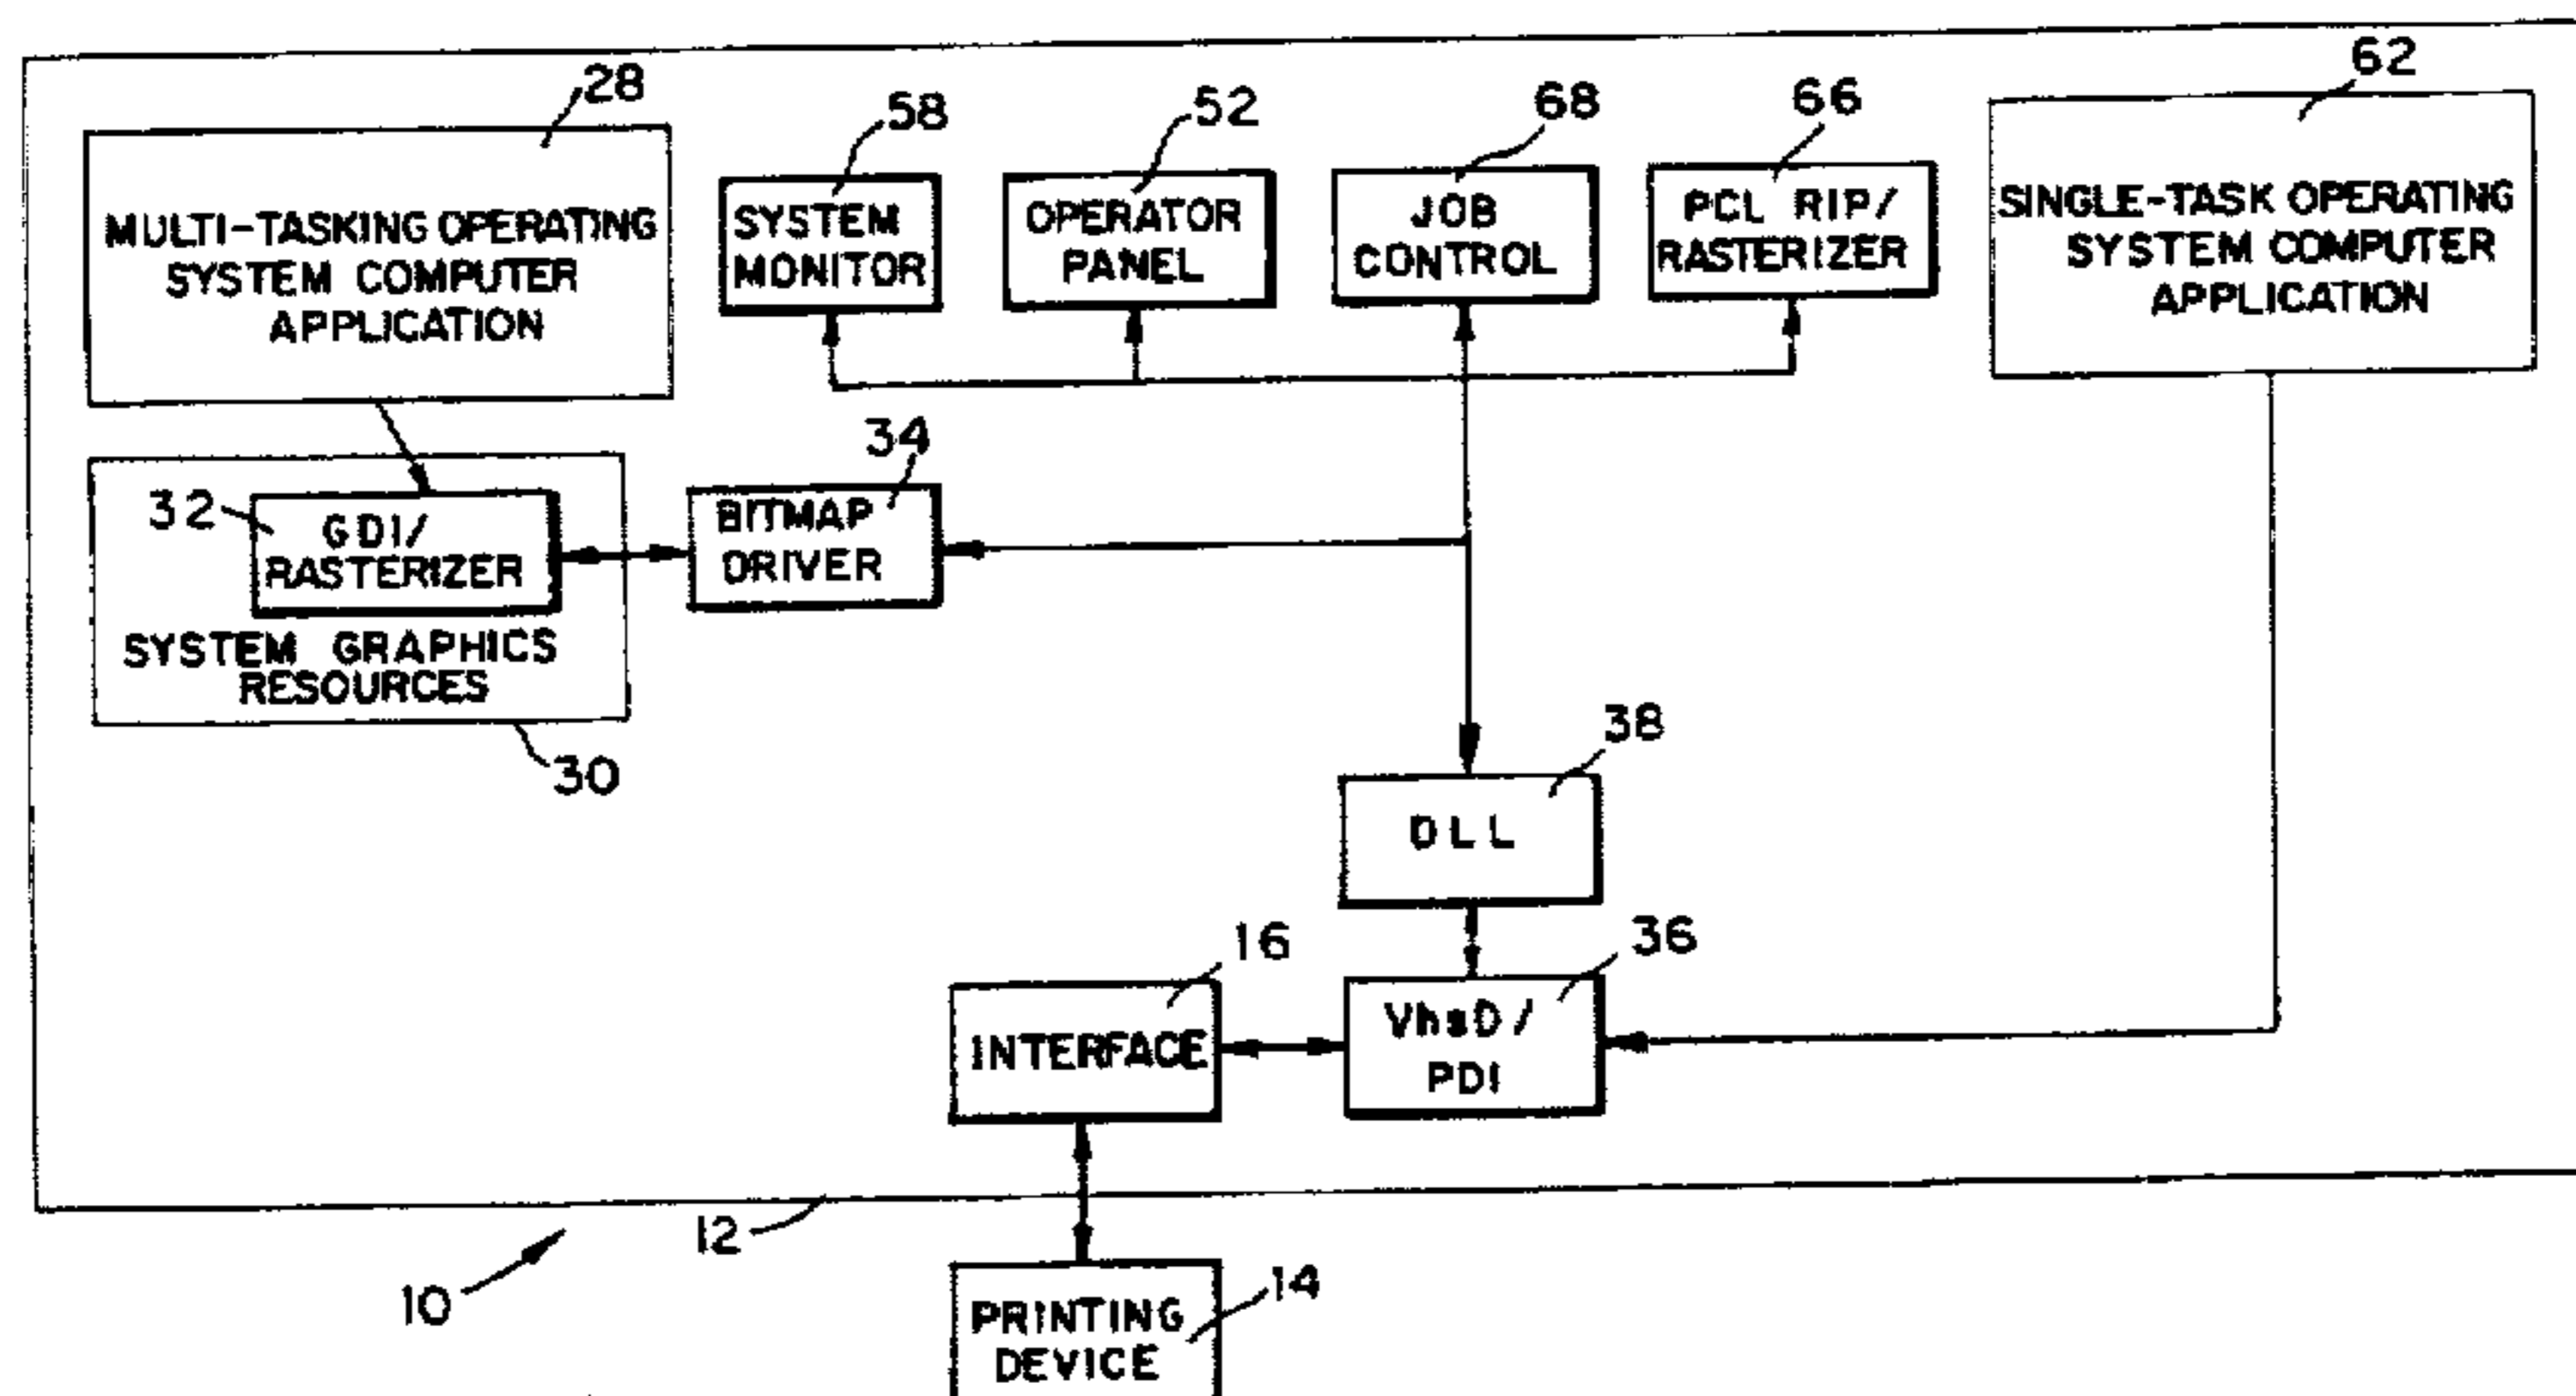 28
58
52
68
66
62
MULTI-TASKING OPERATING
SYSTEM COMPUTER
APPLICATION
SYSTEM
MONITOR
OPERATOR
PANEL
JOB
CONTROL
PCL RIP/
RASTERIZER
SINGLE-TASK OPERATING
SYSTEM COMPUTER
APPLICATION
32
GDI/
RASTERIZER
SYSTEM GRAPHICS
RESOURCES
30
34
BITMAP
DRIVER
38
DLL
16
INTERFACE
36
VhsD/
PDI
12
10
PRINTING
DEVICE
14